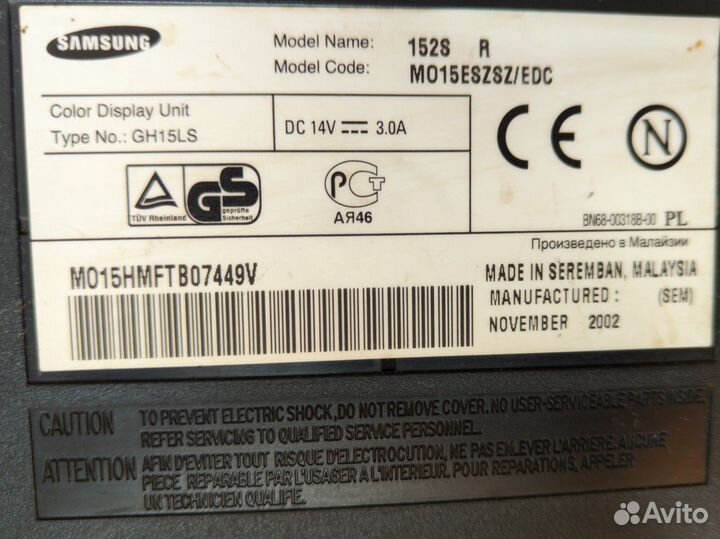 SAMSUNG
Model Name: 152S R
Model Code: MO15ESZSZ/EDC
Color Display Unit
Type No.: GH15LS
DC 14V 3.0A
CE
N
TÜV Rheinland
GS
geprüfte
Sicherheit
РСТ
АЯ46
BN68-00318B-00 PL
Произведено в Малайзии
MO15HMFTB07449V
MADE IN SEREMBAN, MALAYSIA
MANUFACTURED : (SEM)
NOVEMBER 2002
CAUTION TO PREVENT ELECTRIC SHOCK,DO NOT REMOVE COVER. NO USER-SERVICEABLE PARTS INSIDE.
REFER SERVICING TO QUALIFIED SERVICE PERSONNEL.
ATTENTION AFIN D'EVITER TOUT RISQUE D'ELECTROCUTION, NE PAS ENLEVER L'ARRIERE, AUCUNE
PIECE REPARABLE PAR L'USAGER A L'INTERIEUR. POUR REPARATIONS, APPELER
UN TECHNICIEN QUALIFIE.
Avito